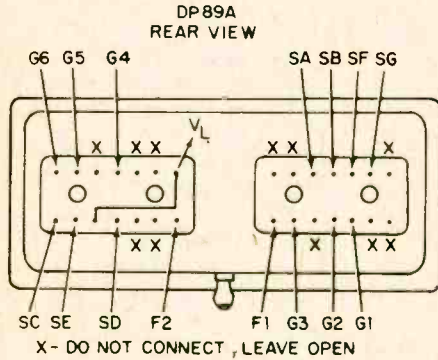 DP89A
REAR VIEW
G6 G5 G4 SA SB SF SG
X X X VL X X X
X X X X X
SC SE SD F2 F1 G3 G2 G1
X - DO NOT CONNECT, LEAVE OPEN